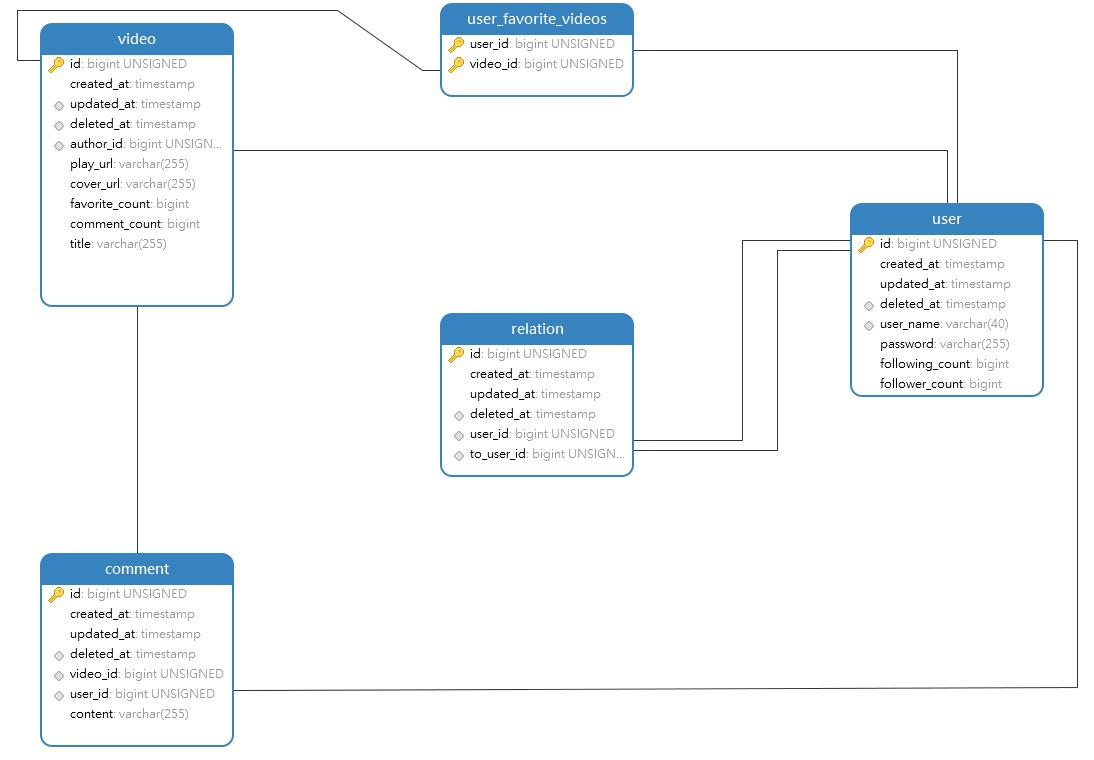 video
id: bigint UNSIGNED
created_at: timestamp
updated_at: timestamp
deleted_at: timestamp
author_id: bigint UNSIGN...
play_url: varchar(255)
cover_url: varchar(255)
favorite_count: bigint
comment_count: bigint
title: varchar(255)
user_favorite_videos
user_id: bigint UNSIGNED
video_id: bigint UNSIGNED
user
id: bigint UNSIGNED
created_at: timestamp
updated_at: timestamp
deleted_at: timestamp
user_name: varchar(40)
password: varchar(255)
following_count: bigint
follower_count: bigint
relation
id: bigint UNSIGNED
created_at: timestamp
updated_at: timestamp
deleted_at: timestamp
user_id: bigint UNSIGNED
to_user_id: bigint UNSIGN...
comment
id: bigint UNSIGNED
created_at: timestamp
updated_at: timestamp
deleted_at: timestamp
video_id: bigint UNSIGNED
user_id: bigint UNSIGNED
content: varchar(255)